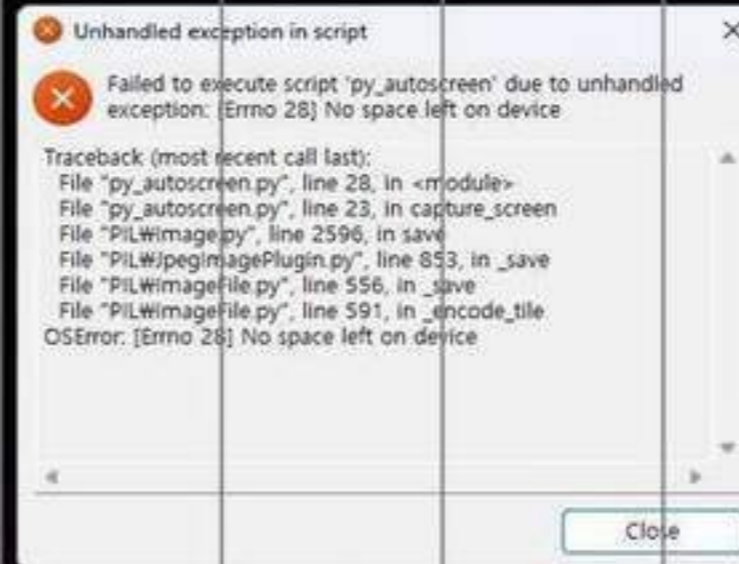 Unhandled exception in script
Failed to execute script 'py_autoscreen' due to unhandled
exception: [Errno 28] No space left on device
Traceback (most recent call last):
File "py_autoscreen.py", line 28, in <module>
File "py_autoscreen.py", line 23, in capture_screen
File "PIL₩Image.py", line 2596, in save
File "PIL₩JpegImagePlugin.py", line 853, in _save
File "PIL₩ImageFile.py", line 556, in _save
File "PIL₩ImageFile.py", line 591, in _encode_tile
OSError: [Errno 28] No space left on device
Close